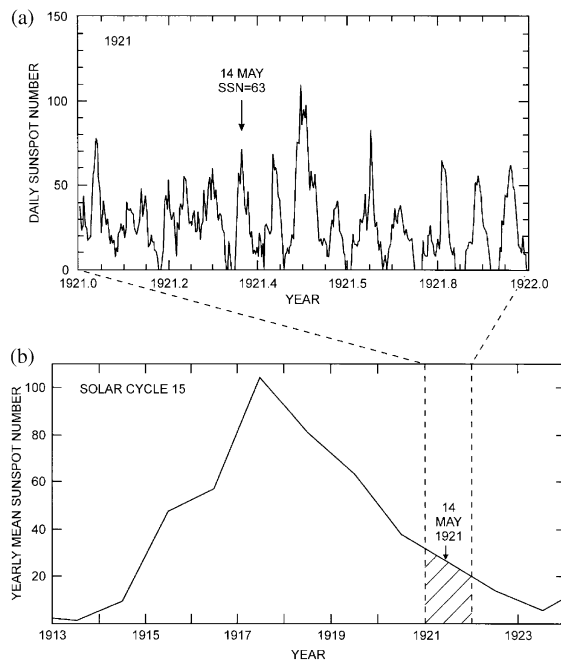 (a)
150
1921
14 MAY
SSN=63
100
DAILY SUNSPOT NUMBER
50
0
1921.0 1921.2 1921.4 1921.5 1921.8 1922.0
YEAR
(b)
100
SOLAR CYCLE 15
80
YEARLY MEAN SUNSPOT NUMBER
60
40
14
MAY
1921
20
1913 1915 1917 1919 1921 1923
YEAR